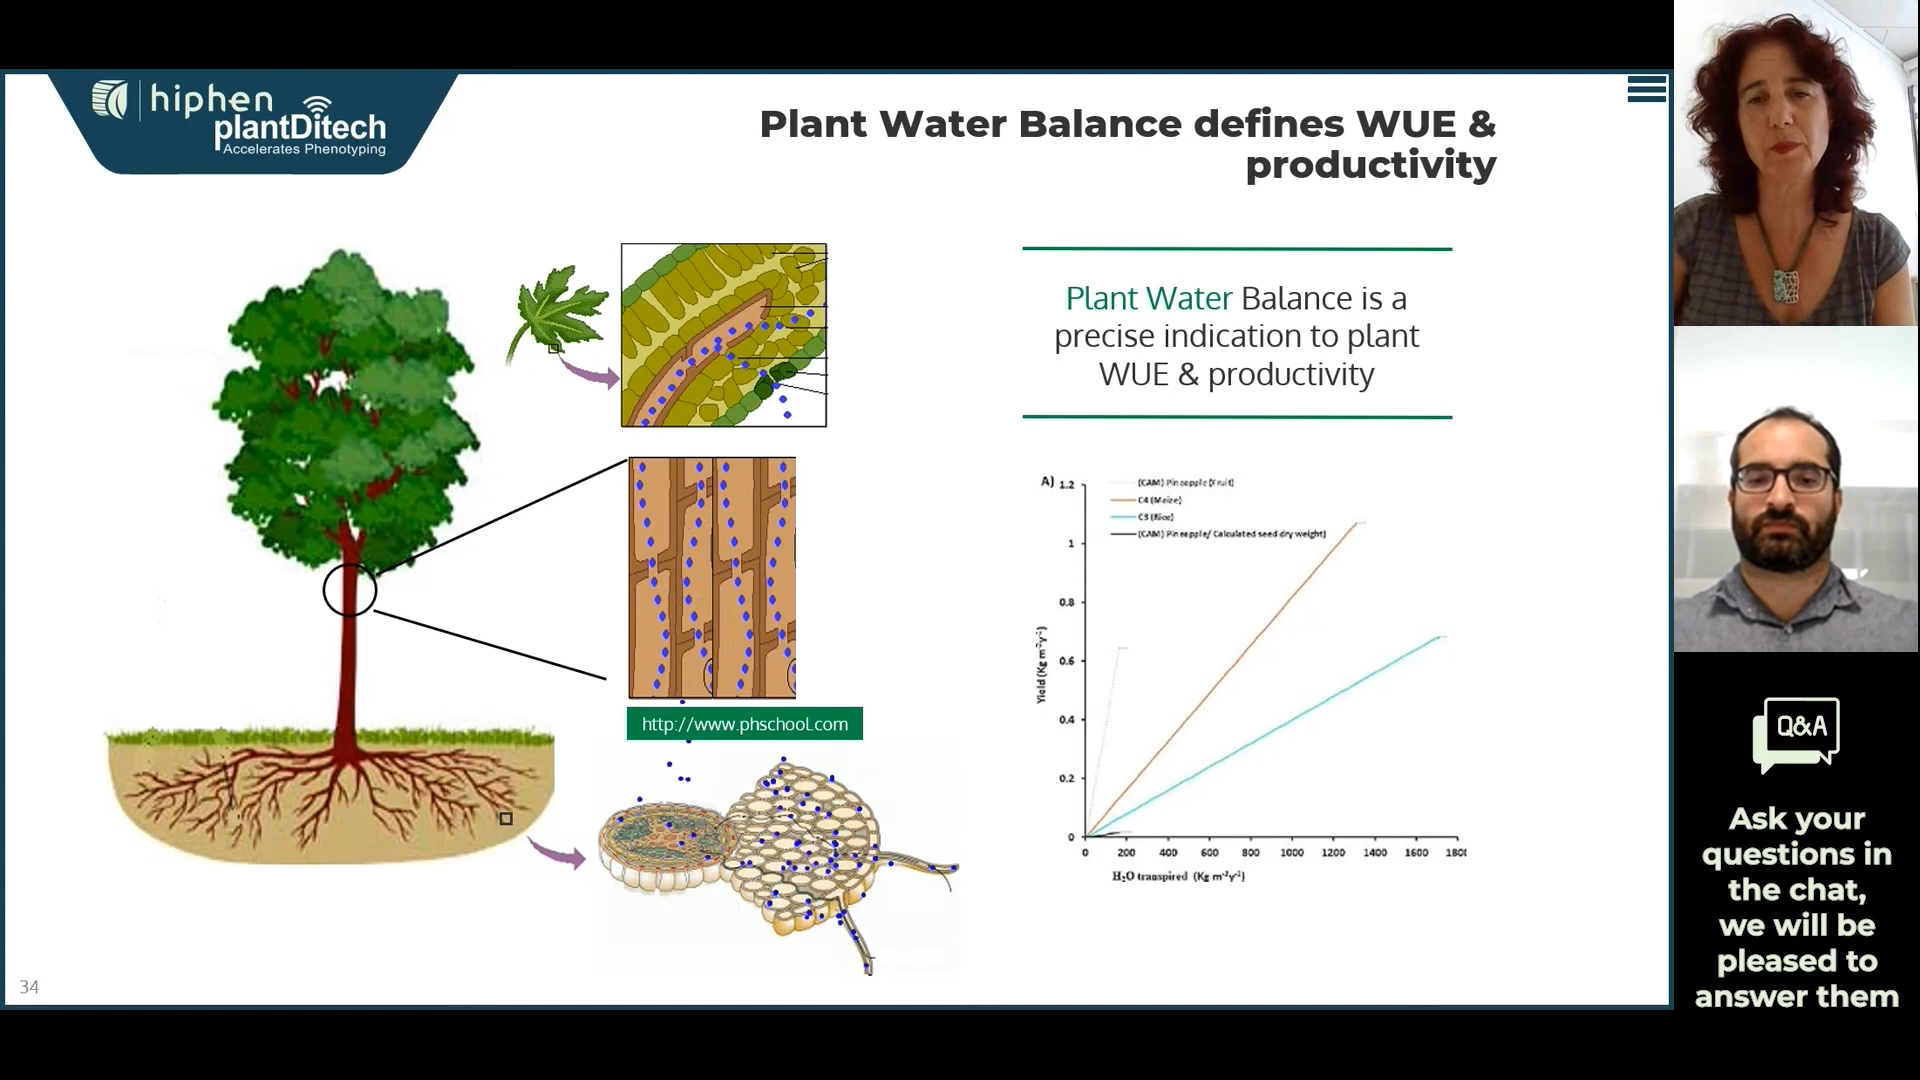 hiphen
plantDitech
Accelerates Phenotyping
Plant Water Balance defines WUE &
productivity
Plant Water Balance is a
precise indication to plant
WUE & productivity
http://www.phschool.com
A)
(CAM) Pineapple (Fruit)
C4 (Maize)
C3 (Rice)
(CAM) Pineapple/ Calculated seed dry weight)
1.2
1
0.8
0.6
0.4
0.2
0
Yield (Kg m⁻²y⁻¹)
0 200 400 600 800 1000 1200 1400 1600 1800
H₂O transpired (Kg m⁻²y⁻¹)
34
Q&A
Ask your
questions in
the chat,
we will be
pleased to
answer them